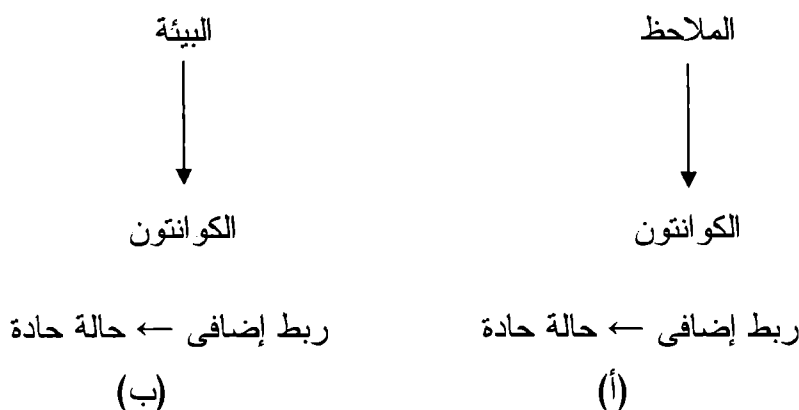 الملاحظ البيئة
الكوانتون الكوانتون
ربط إضافى ← حالة حادة ربط إضافى ← حالة حادة
(أ) (ب)